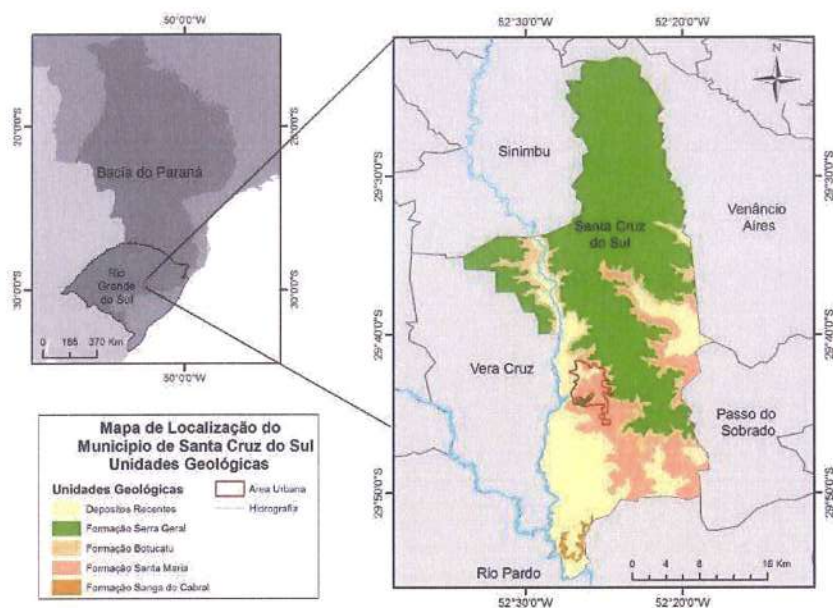 50°0'0"W
20°0'0"S
20°0'0"S
Bacia do Paraná
Rio
Grande
do Sul
30°0'0"S
30°0'0"S
0 185 370 Km
50°0'0"W
Mapa de Localização do
Município de Santa Cruz do Sul
Unidades Geológicas
Unidades Geológicas
Depositos Recentes
Formação Serra Geral
Formação Botucatu
Formação Santa Maria
Formação Sanga do Cabral
Area Urbana
Hidrografia
52°30'0"W
52°20'0"W
N
Sinimbu
29°30'0"S
29°30'0"S
Venâncio
Aires
Santa Cruz
do Sul
29°40'0"S
29°40'0"S
Vera Cruz
Passo do
Sobrado
29°50'0"S
29°50'0"S
Rio Pardo
0 4 8 16 Km
52°30'0"W
52°20'0"W